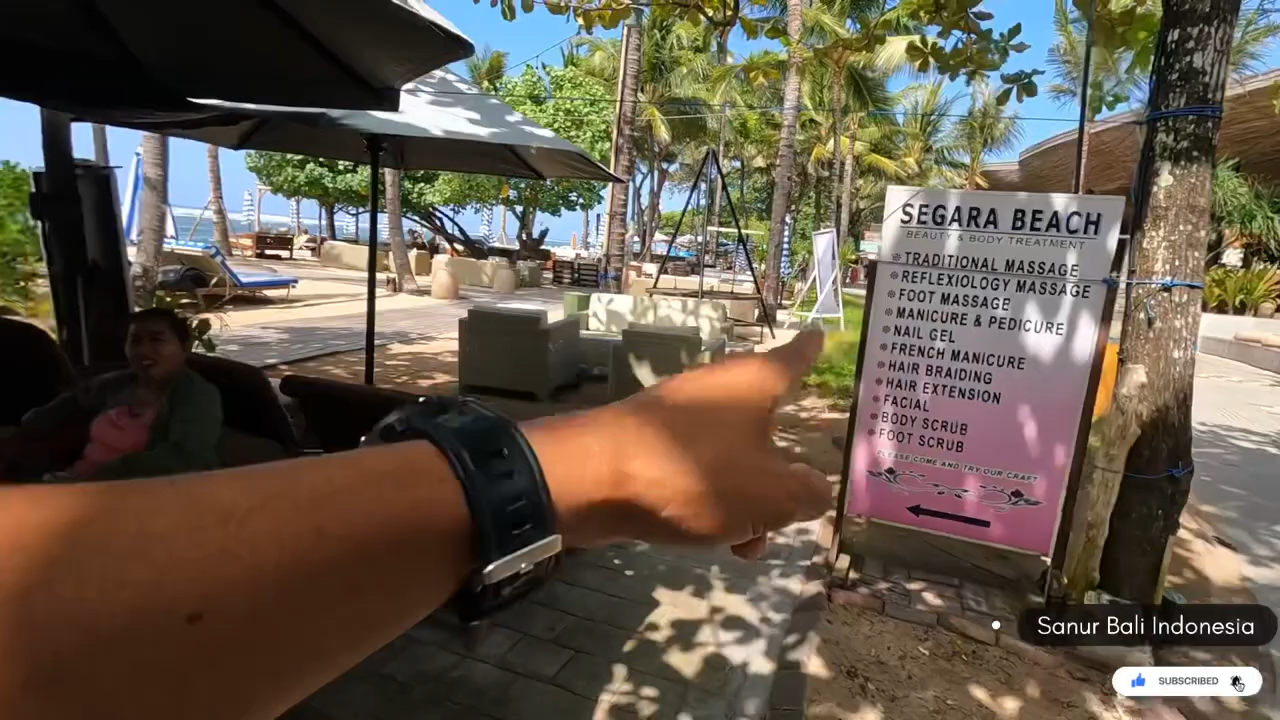 SEGARA BEACH
BEAUTY & BODY TREATMENT
TRADITIONAL MASSAGE
REFLEXIOLOGY MASSAGE
FOOT MASSAGE
MANICURE & PEDICURE
NAIL GEL
FRENCH MANICURE
HAIR BRAIDING
HAIR EXTENSION
FACIAL
BODY SCRUB
FOOT SCRUB
PLEASE COME AND TRY OUR CRAFT
Sanur Bali Indonesia
SUBSCRIBED